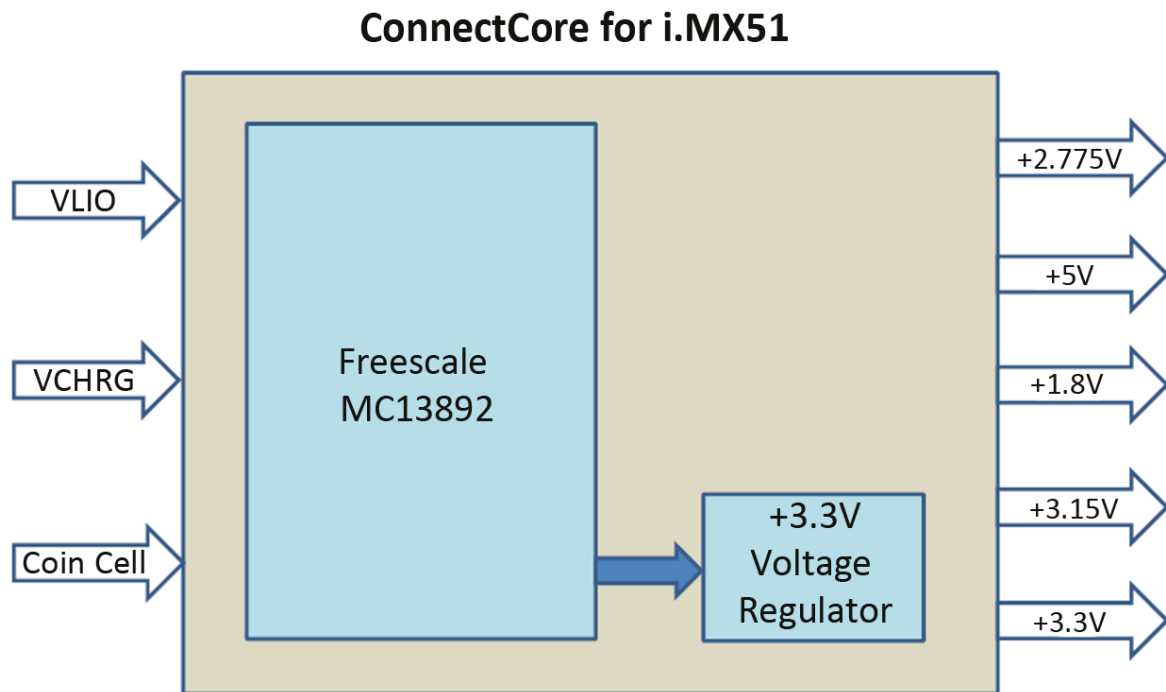 ConnectCore for i.MX51
VLIO
VCHRG
Coin Cell
Freescale
MC13892
+3.3V
Voltage
Regulator
+2.775V
+5V
+1.8V
+3.15V
+3.3V